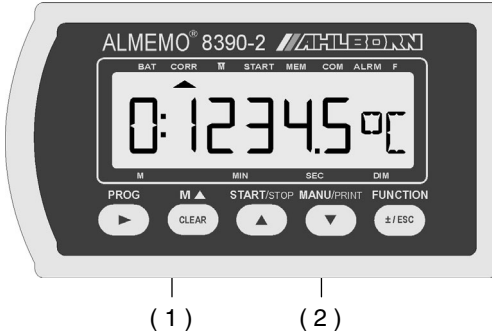 ALMEMO® 8390-2 AHLBORN
BAT CORR M̅ START MEM COM ALRM F
0:1234.5°C
M MIN SEC DIM
PROG M ▲ START/STOP MANU/PRINT FUNCTION
► CLEAR ▲ ▼ ±/ESC
( 1 ) ( 2 )